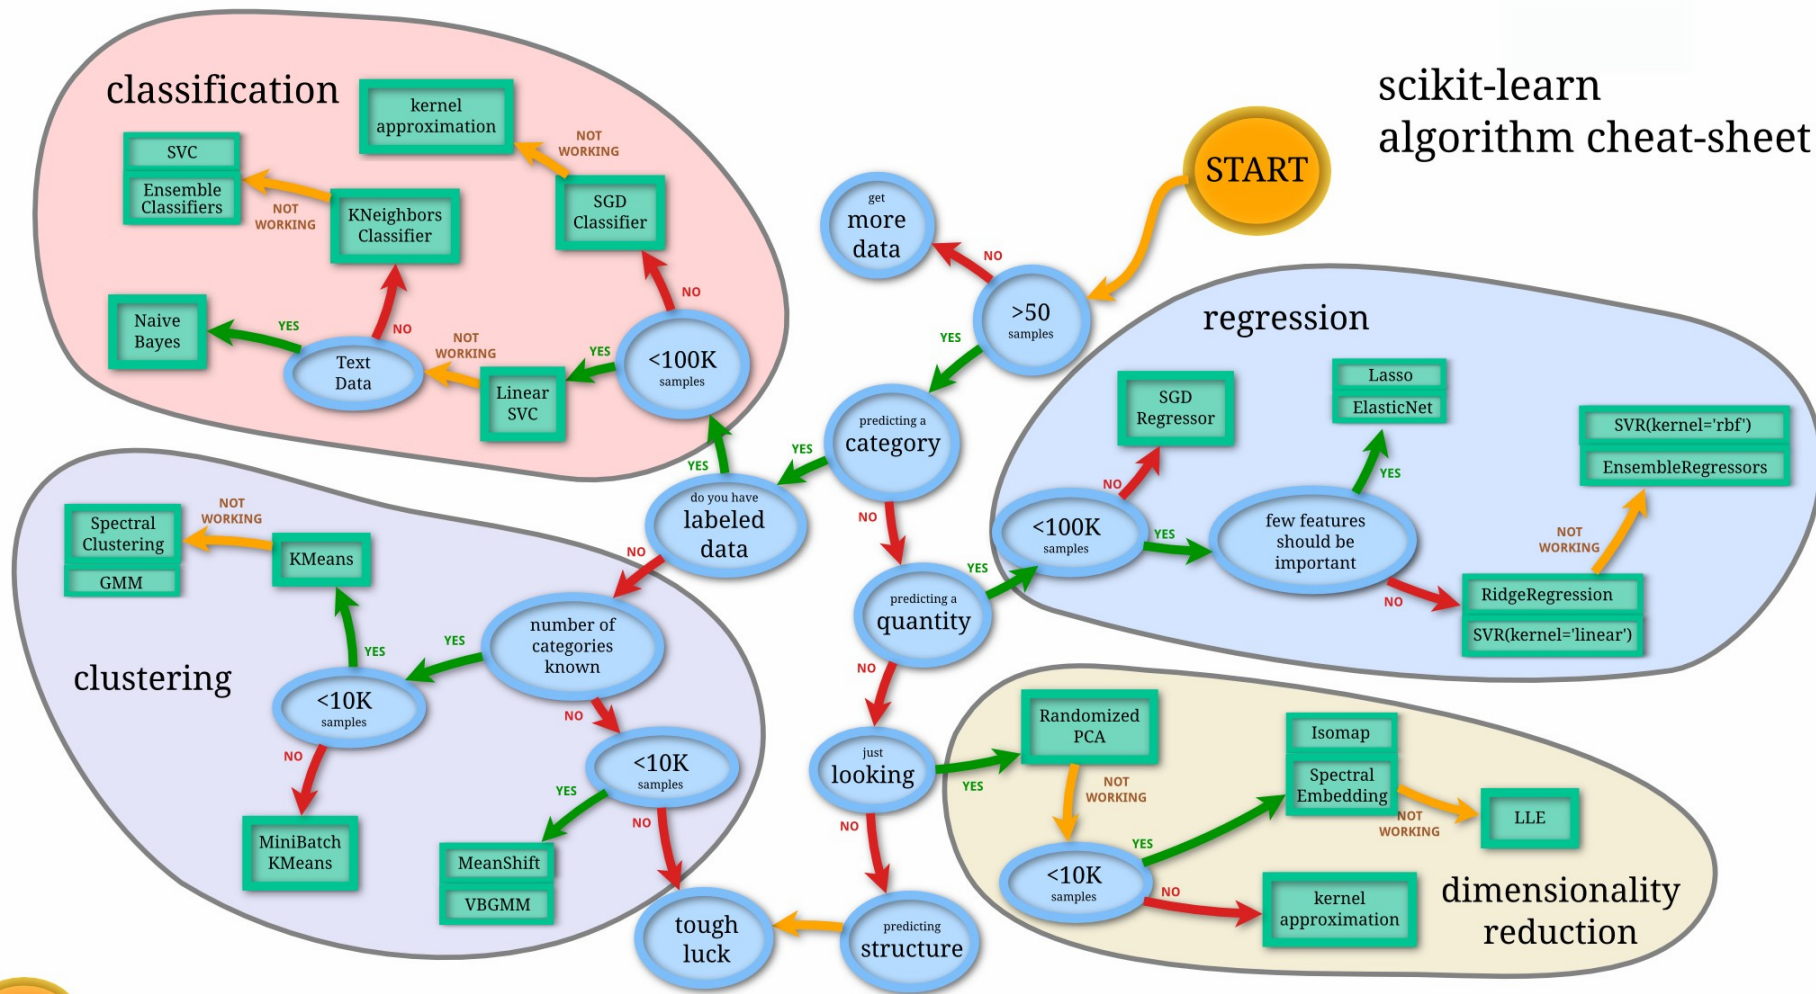 scikit-learn
algorithm cheat-sheet
START
get
more
data
NO
>50
samples
YES
predicting a
category
YES
NO
do you have
labeled
data
YES
NO
predicting a
quantity
YES
NO
just
looking
YES
NO
predicting
structure
tough
luck
classification
kernel
approximation
NOT
WORKING
SVC
Ensemble
Classifiers
NOT
WORKING
KNeighbors
Classifier
SGD
Classifier
NO
Naive
Bayes
YES
NO
Text
Data
NOT
WORKING
Linear
SVC
YES
<100K
samples
regression
SGD
Regressor
NO
<100K
samples
YES
few features
should be
important
YES
Lasso
ElasticNet
NO
RidgeRegression
SVR(kernel='linear')
NOT
WORKING
SVR(kernel='rbf')
EnsembleRegressors
clustering
Spectral
Clustering
GMM
NOT
WORKING
KMeans
YES
<10K
samples
YES
number of
categories
known
NO
NO
MiniBatch
KMeans
<10K
samples
YES
NO
MeanShift
VBGMM
dimensionality
reduction
Randomized
PCA
NOT
WORKING
<10K
samples
YES
Isomap
Spectral
Embedding
NOT
WORKING
LLE
NO
kernel
approximation